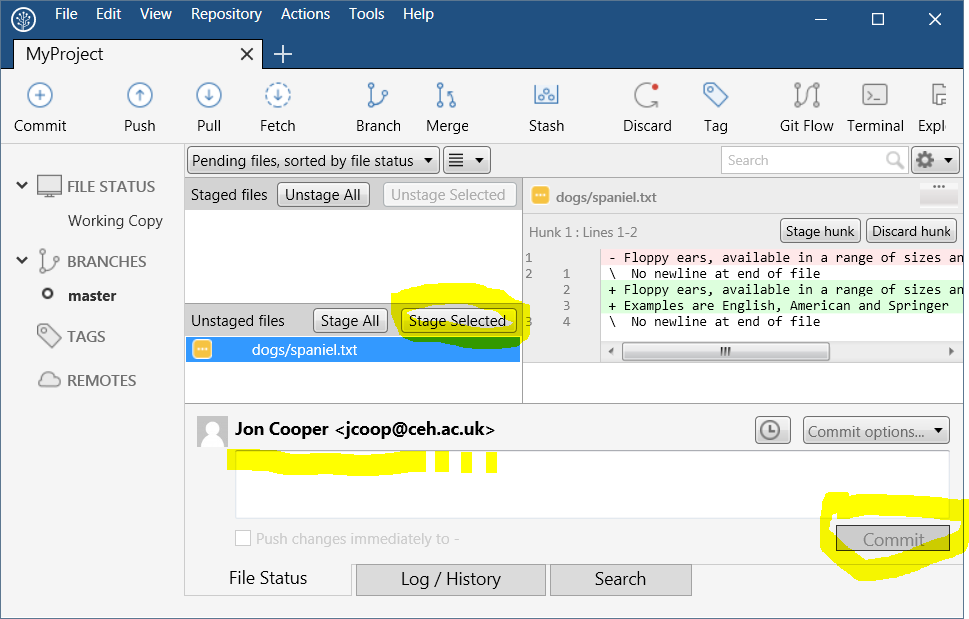 File Edit View Repository Actions Tools Help
MyProject
Commit Push Pull Fetch Branch Merge Stash Discard Tag Git Flow Terminal Expl
Pending files, sorted by file status
Search
FILE STATUS
Working Copy
BRANCHES
master
TAGS
REMOTES
Staged files Unstage All Unstage Selected
Unstaged files Stage All Stage Selected
dogs/spaniel.txt
dogs/spaniel.txt
Hunk 1 : Lines 1-2 Stage hunk Discard hunk
1 - Floppy ears, available in a range of sizes an
2 1 \ No newline at end of file
2 + Floppy ears, available in a range of sizes an
3 + Examples are English, American and Springer
3 4 \ No newline at end of file
Jon Cooper <jcoop@ceh.ac.uk>
Commit options...
Push changes immediately to -
Commit
File Status Log / History Search